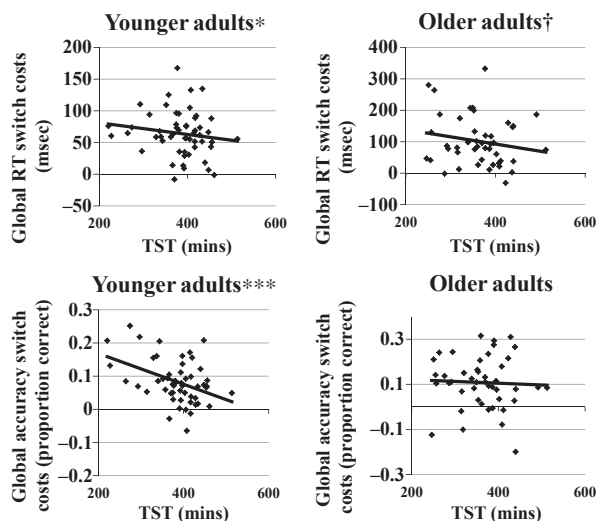 Younger adults*
Global RT switch costs
(msec)
200
150
100
50
0
–50
200
400
600
TST (mins)
Older adults†
Global RT switch costs
(msec)
400
300
200
100
0
–100
200
400
600
TST (mins)
Younger adults***
Global accuracy switch
costs (proportion correct)
0.3
0.2
0.1
0
–0.1
0.2
200
400
600
TST (mins)
Older adults
Global accuracy switch
costs (proportion correct)
0.3
0.1
–0.1
–0.3
200
400
600
TST (mins)